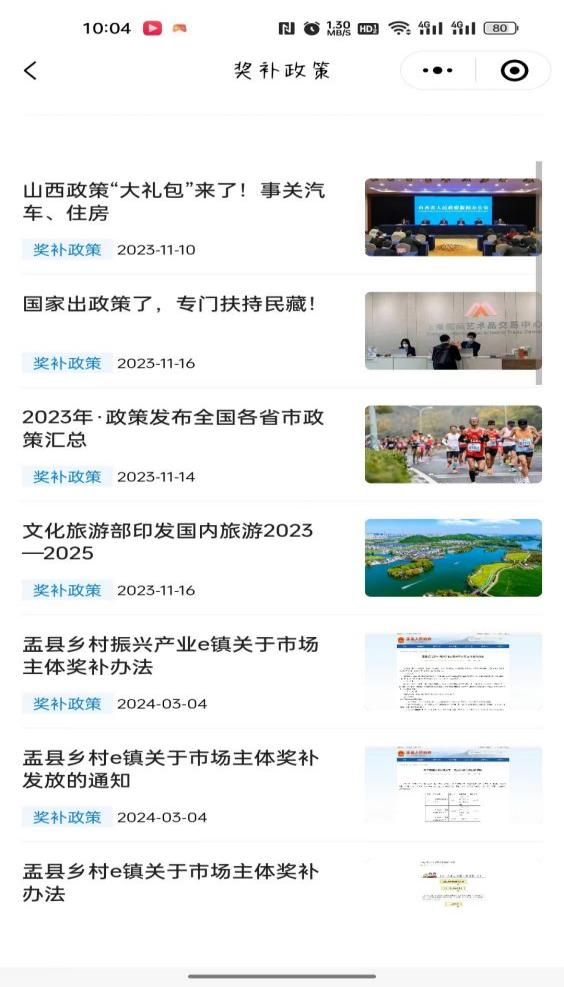 10:04
1.30
MB/S
HD
4G
4G
80
奖补政策
山西政策“大礼包”来了！事关汽
车、住房
奖补政策 2023-11-10
国家出政策了，专门扶持民藏！
奖补政策 2023-11-16
2023年·政策发布全国各省市政
策汇总
奖补政策 2023-11-14
文化旅游部印发国内旅游2023
—2025
奖补政策 2023-11-16
盂县乡村振兴产业e镇关于市场
主体奖补办法
奖补政策 2024-03-04
盂县乡村e镇关于市场主体奖补
发放的通知
奖补政策 2024-03-04
盂县乡村e镇关于市场主体奖补
办法